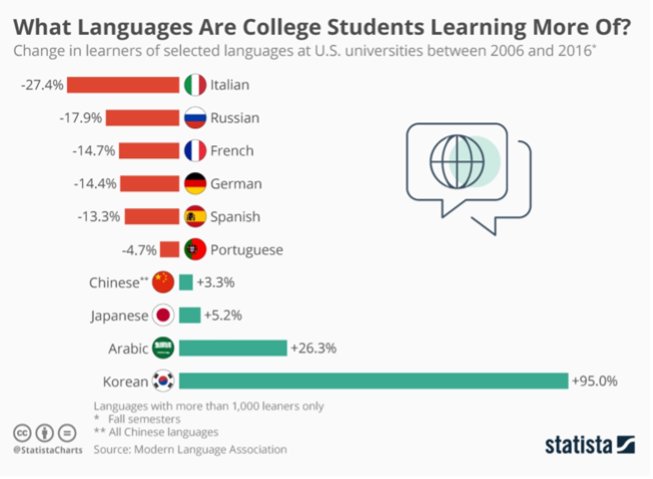 What Languages Are College Students Learning More Of?
Change in learners of selected languages at U.S. universities between 2006 and 2016*
-27.4% Italian
-17.9% Russian
-14.7% French
-14.4% German
-13.3% Spanish
-4.7% Portuguese
Chinese** +3.3%
Japanese +5.2%
Arabic +26.3%
Korean +95.0%
Languages with more than 1,000 leaners only
* Fall semesters
** All Chinese languages
cc
@StatistaCharts Source: Modern Language Association
statista